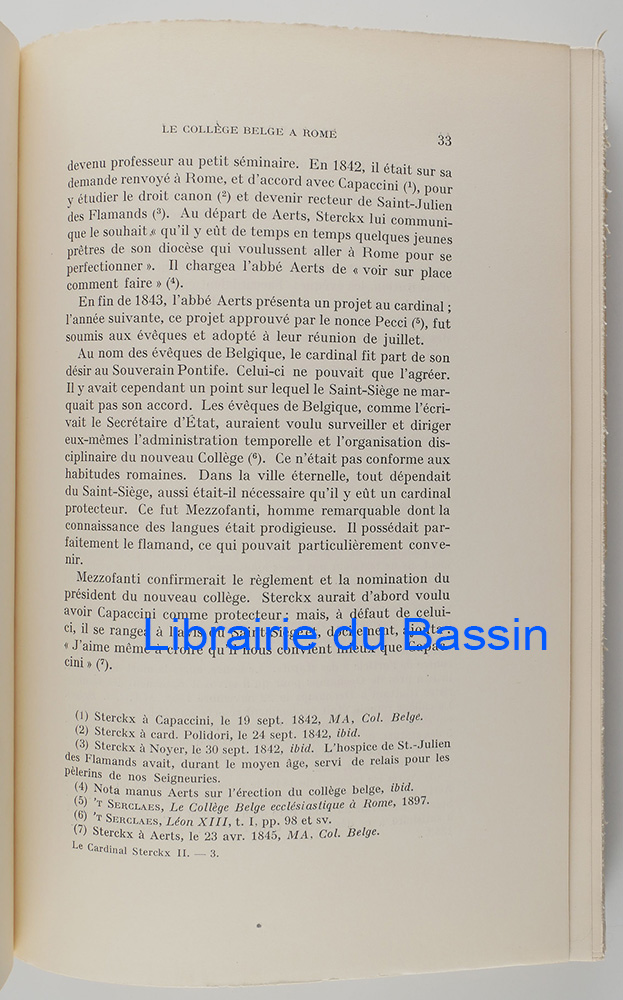 LE COLLÈGE BELGE A ROME 33
devenu professeur au petit séminaire. En 1842, il était sur sa
demande renvoyé à Rome, et d'accord avec Capaccini (¹), pour
y étudier le droit canon (²) et devenir recteur de Saint-Julien
des Flamands (³). Au départ de Aerts, Sterckx lui communi-
que le souhait « qu'il y eût de temps en temps quelques jeunes
prêtres de son diocèse qui voulussent aller à Rome pour se
perfectionner ». Il chargea l'abbé Aerts de « voir sur place
comment faire » (⁴).
En fin de 1843, l'abbé Aerts présenta un projet au cardinal ;
l'année suivante, ce projet approuvé par le nonce Pecci (⁵), fut
soumis aux évêques et adopté à leur réunion de juillet.
Au nom des évêques de Belgique, le cardinal fit part de son
désir au Souverain Pontife. Celui-ci ne pouvait que l'agréer.
Il y avait cependant un point sur lequel le Saint-Siège ne mar-
quait pas son accord. Les évêques de Belgique, comme l'écri-
vait le Secrétaire d'État, auraient voulu surveiller et diriger
eux-mêmes l'administration temporelle et l'organisation dis-
ciplinaire du nouveau Collège (⁶). Ce n'était pas conforme aux
habitudes romaines. Dans la ville éternelle, tout dépendait
du Saint-Siège, aussi était-il nécessaire qu'il y eût un cardinal
protecteur. Ce fut Mezzofanti, homme remarquable dont la
connaissance des langues était prodigieuse. Il possédait par-
faitement le flamand, ce qui pouvait particulièrement conve-
nir.
Mezzofanti confirmerait le règlement et la nomination du
président du nouveau collège. Sterckx aurait d'abord voulu
avoir Capaccini comme protecteur ; mais, à défaut de celui-
ci, il se rangea à l'avis du Saint-Siège et, docilement, ajouta
« J'aime même à croire qu'il nous convient mieux que Capac-
cini » (⁷).
Librairie du Bassin
(1) Sterckx à Capaccini, le 19 sept. 1842, MA, Col. Belge.
(2) Sterckx à card. Polidori, le 24 sept. 1842, ibid.
(3) Sterckx à Noyer, le 30 sept. 1842, ibid. L'hospice de St.-Julien
des Flamands avait, durant le moyen âge, servi de relais pour les
pèlerins de nos Seigneuries.
(4) Nota manus Aerts sur l'érection du collège belge, ibid.
(5) 'T SERCLAES, Le Collège Belge ecclésiastique à Rome, 1897.
(6) 'T SERCLAES, Léon XIII, t. I, pp. 98 et sv.
(7) Sterckx à Aerts, le 23 avr. 1845, MA, Col. Belge.
Le Cardinal Sterckx II. — 3.